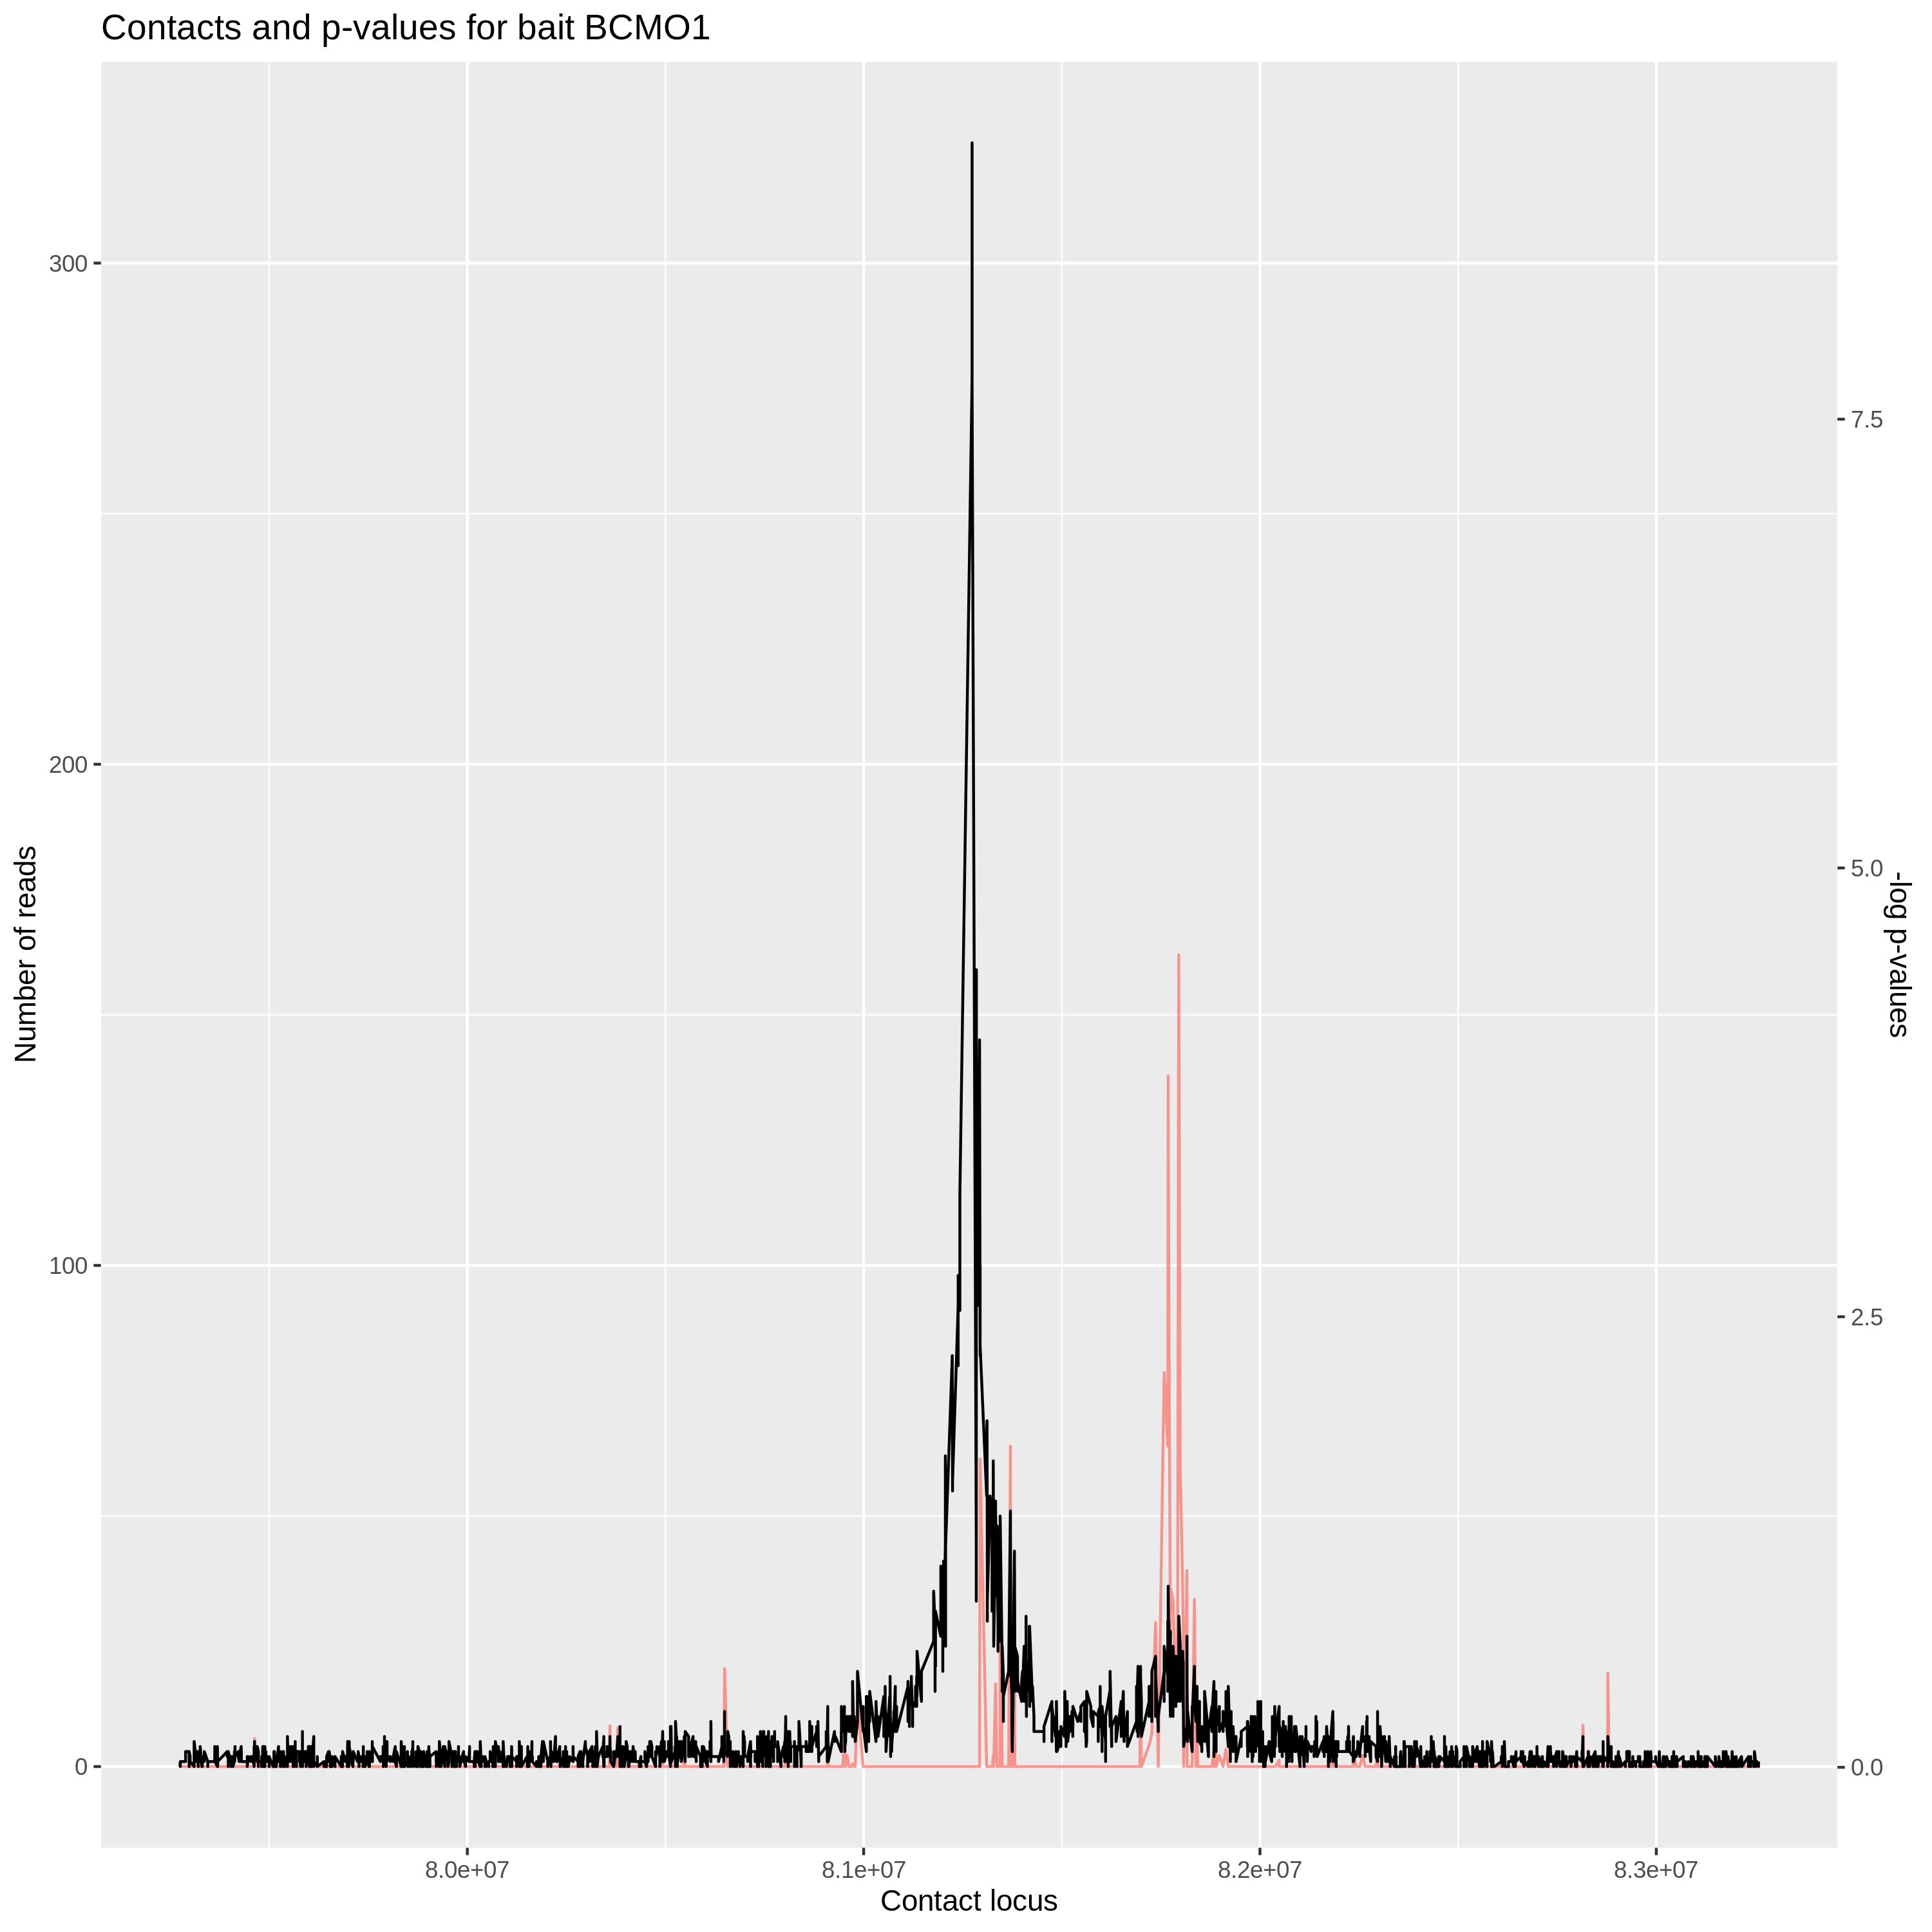 Contacts and p-values for bait BCMO1
300
200
100
0
Number of reads
7.5
5.0
2.5
0.0
-log p-values
8.0e+07
8.1e+07
8.2e+07
8.3e+07
Contact locus